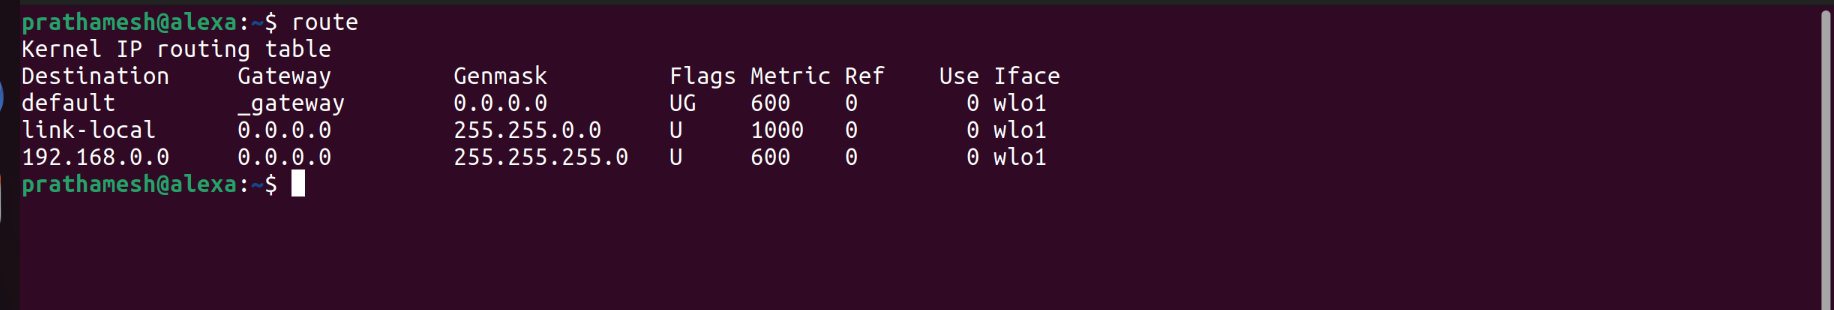 prathamesh@alexa:~$ route
Kernel IP routing table
Destination     Gateway         Genmask         Flags Metric Ref    Use Iface
default         _gateway        0.0.0.0         UG    600    0        0 wlo1
link-local      0.0.0.0         255.255.0.0     U     1000   0        0 wlo1
192.168.0.0     0.0.0.0         255.255.255.0   U     600    0        0 wlo1
prathamesh@alexa:~$